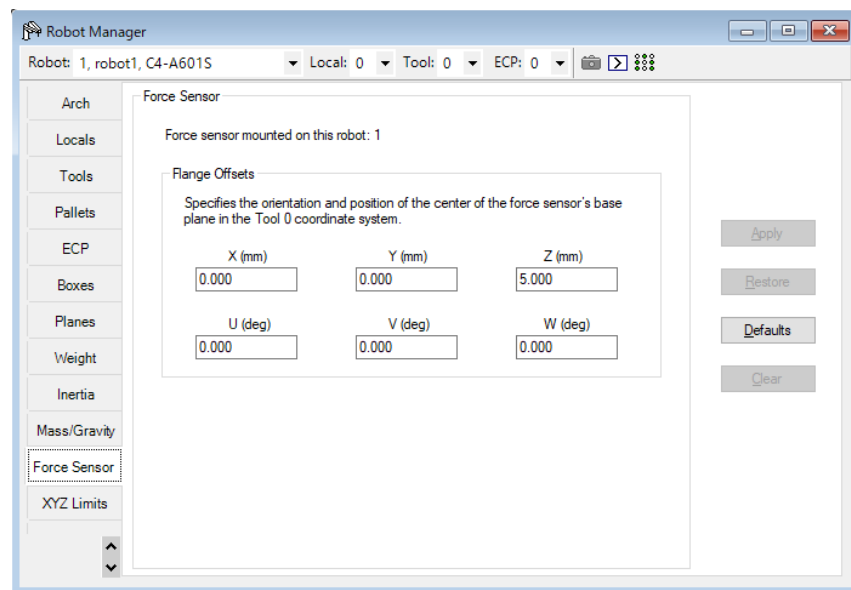 Robot Manager
Robot: 1, robot1, C4-A601S Local: 0 Tool: 0 ECP: 0
Arch
Locals
Tools
Pallets
ECP
Boxes
Planes
Weight
Inertia
Mass/Gravity
Force Sensor
XYZ Limits
Force Sensor
Force sensor mounted on this robot: 1
Flange Offsets
Specifies the orientation and position of the center of the force sensor's base
plane in the Tool 0 coordinate system.
X (mm) Y (mm) Z (mm)
0.000 0.000 5.000
U (deg) V (deg) W (deg)
0.000 0.000 0.000
Apply
Restore
Defaults
Clear